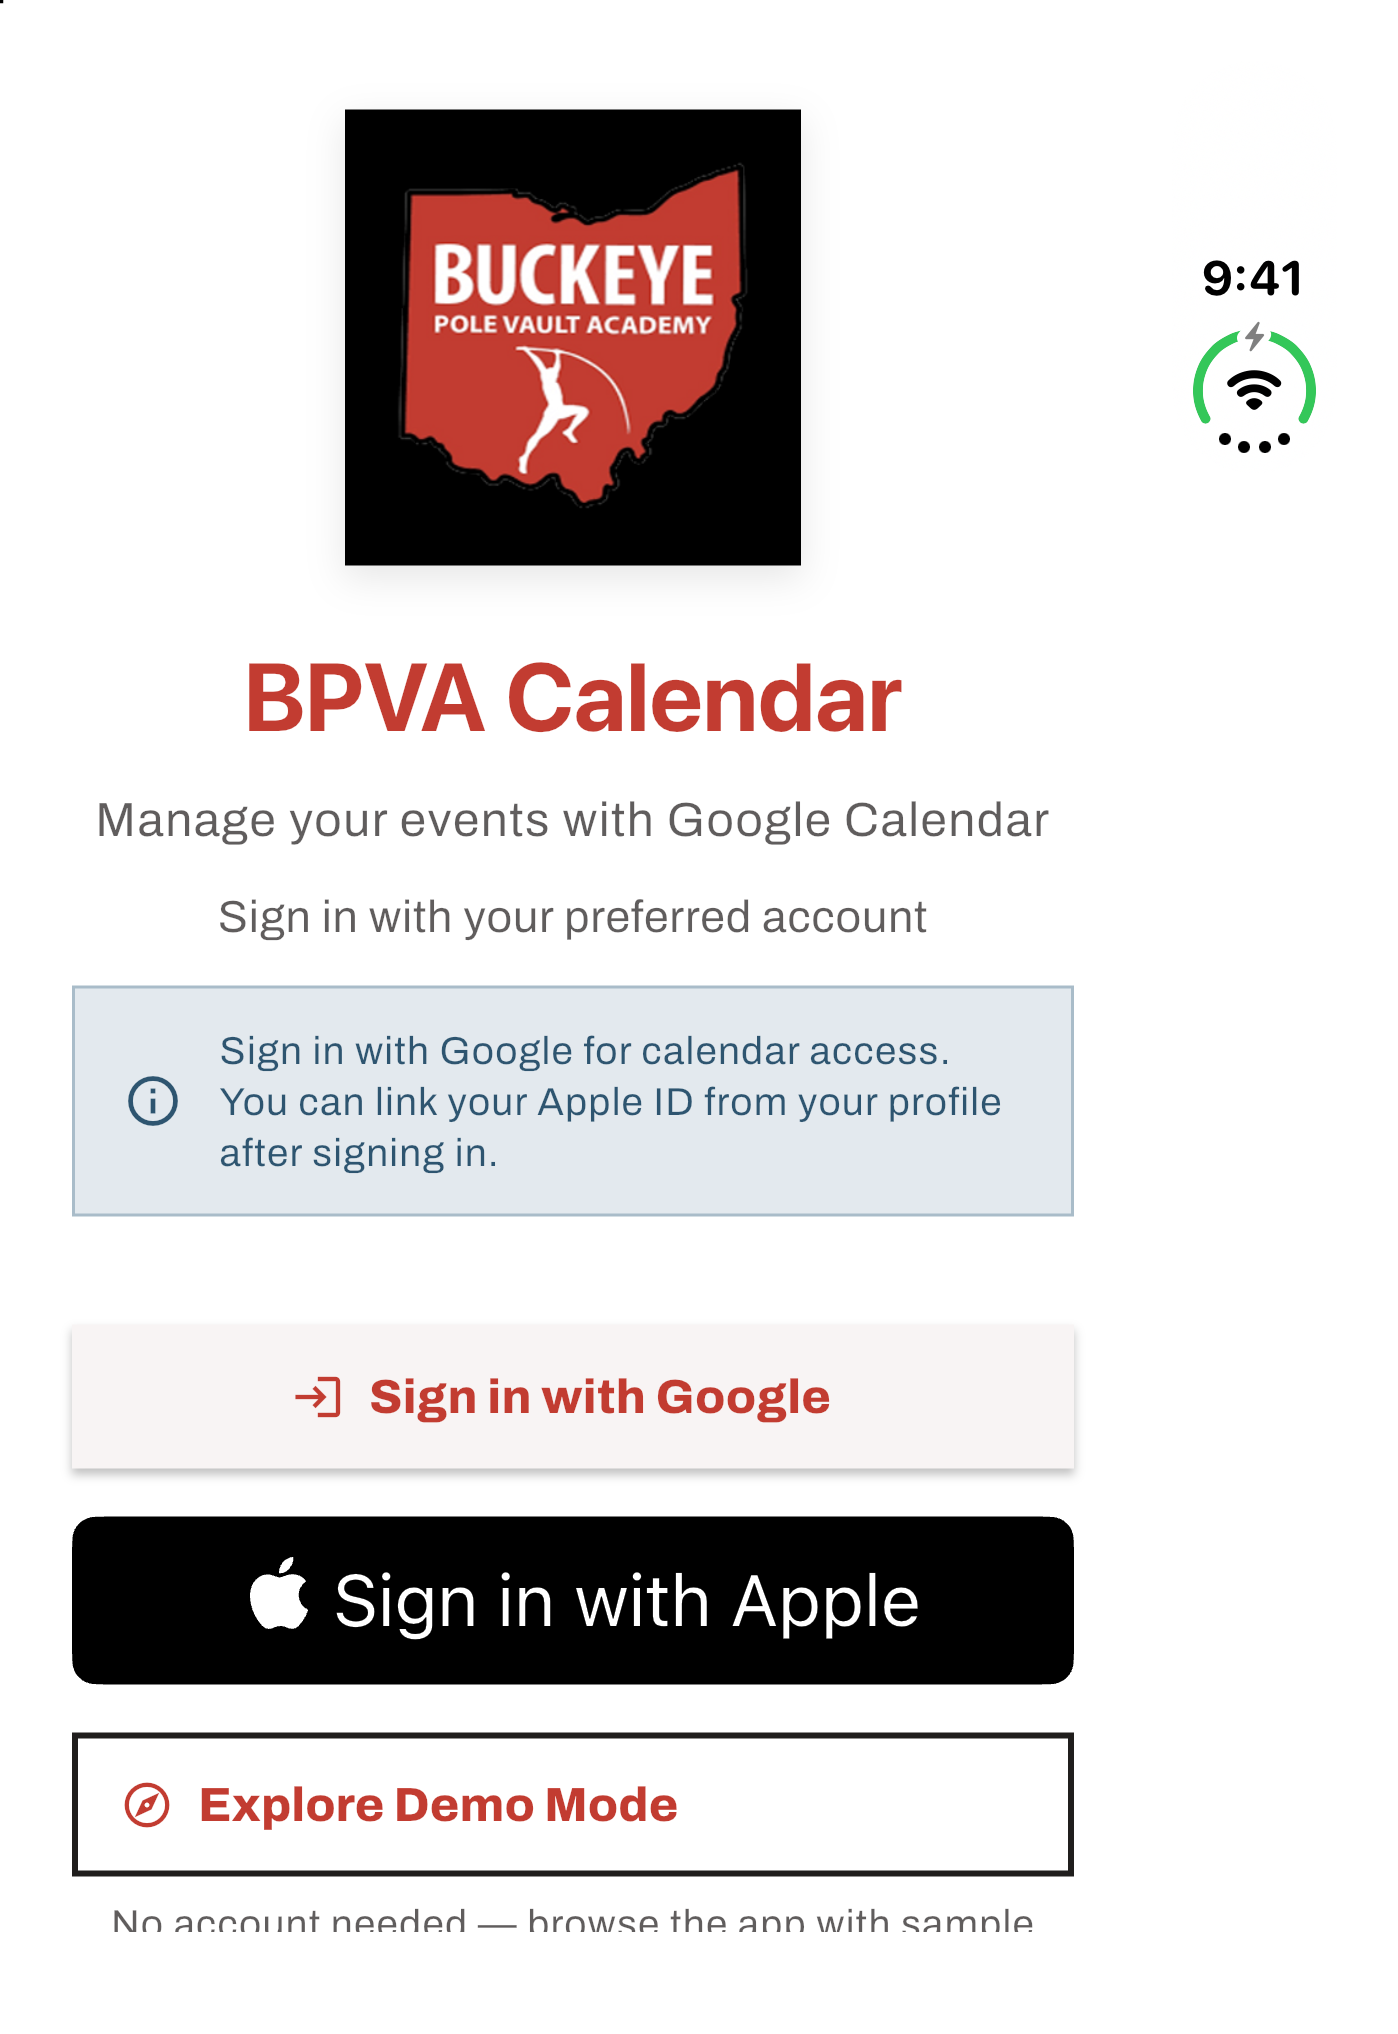 BUCKEYE
POLE VAULT ACADEMY
9:41
BPVA Calendar
Manage your events with Google Calendar
Sign in with your preferred account
Sign in with Google for calendar access.
You can link your Apple ID from your profile
after signing in.
Sign in with Google
Sign in with Apple
Explore Demo Mode
No account needed — browse the app with sample